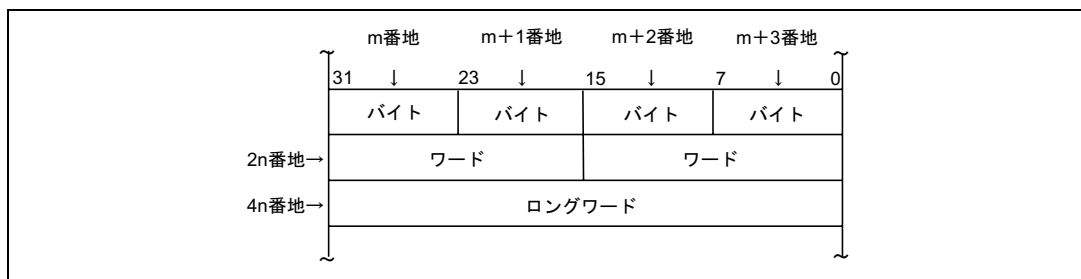 m番地 m+1番地 m+2番地 m+3番地
31 ↓ 23 ↓ 15 ↓ 7 ↓ 0
バイト バイト バイト バイト
2n番地→ ワード ワード
4n番地→ ロングワード